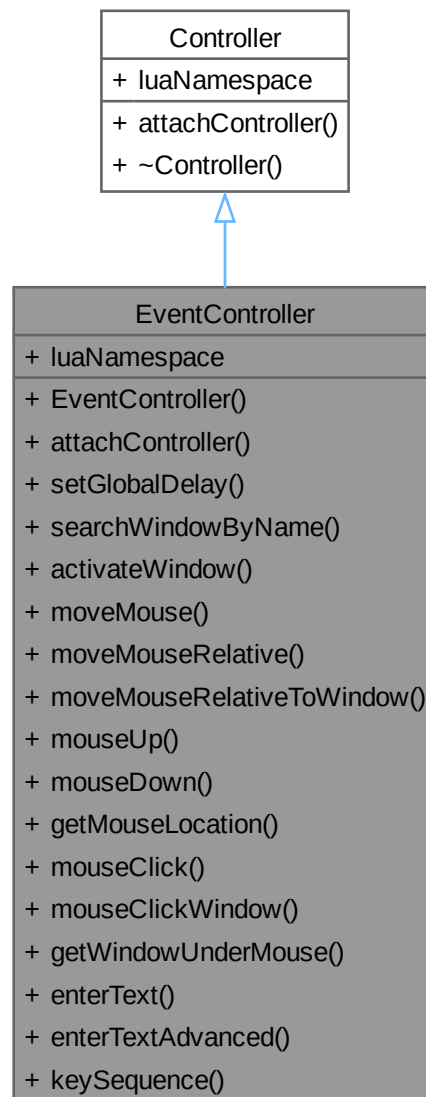 Controller
+ luaNamespace
+ attachController()
+ ~Controller()
EventController
+ luaNamespace
+ EventController()
+ attachController()
+ setGlobalDelay()
+ searchWindowByName()
+ activateWindow()
+ moveMouse()
+ moveMouseRelative()
+ moveMouseRelativeToWindow()
+ mouseUp()
+ mouseDown()
+ getMouseLocation()
+ mouseClick()
+ mouseClickWindow()
+ getWindowUnderMouse()
+ enterText()
+ enterTextAdvanced()
+ keySequence()